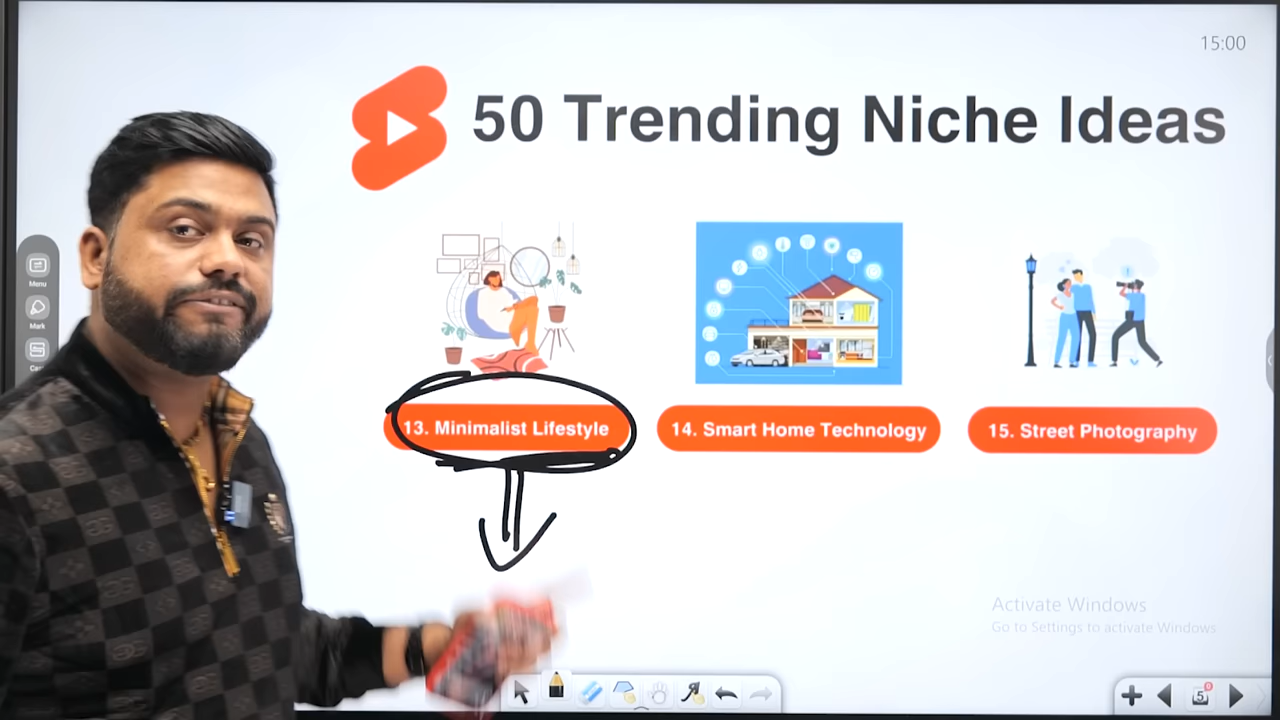 15:00
50 Trending Niche Ideas
Menu
Mark
13. Minimalist Lifestyle
14. Smart Home Technology
15. Street Photography
Activate Windows
Go to Settings to activate Windows
5
0